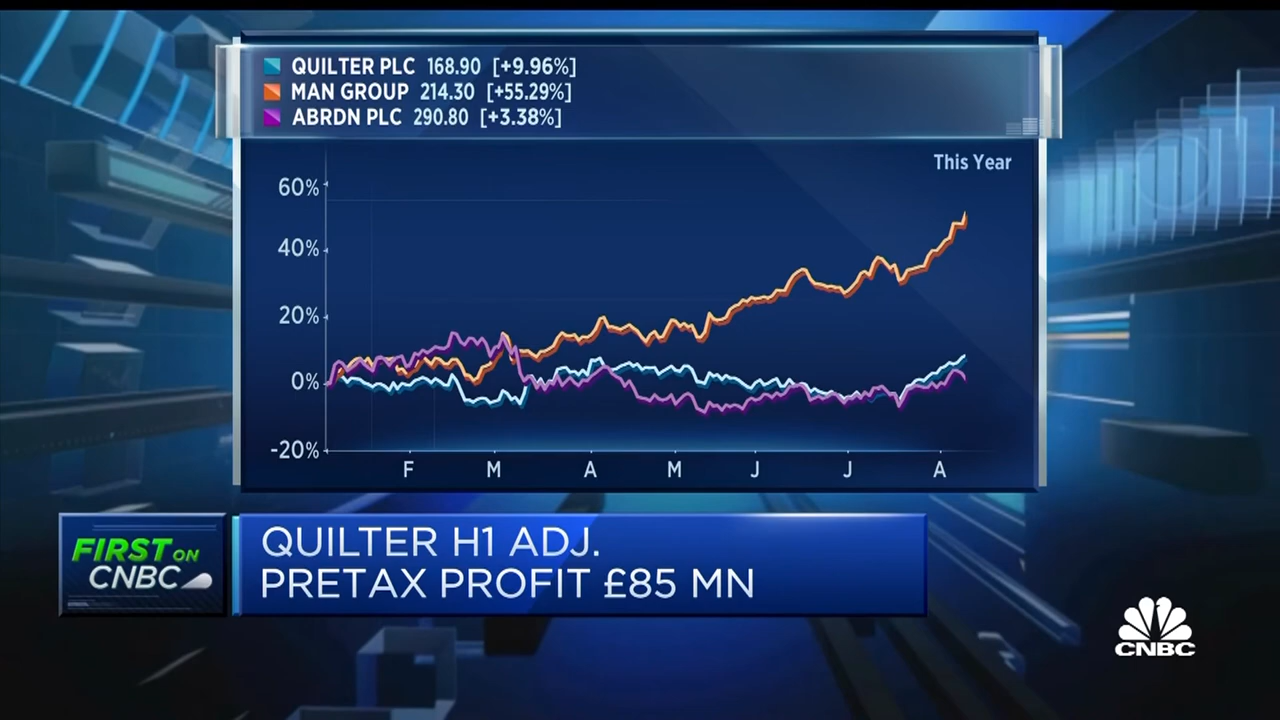 QUILTER PLC 168.90 [+9.96%]
MAN GROUP 214.30 [+55.29%]
ABRDN PLC 290.80 [+3.38%]
This Year
60%
40%
20%
0%
-20%
F M A M J J A
FIRST ON
CNBC
QUILTER H1 ADJ.
PRETAX PROFIT £85 MN
CNBC